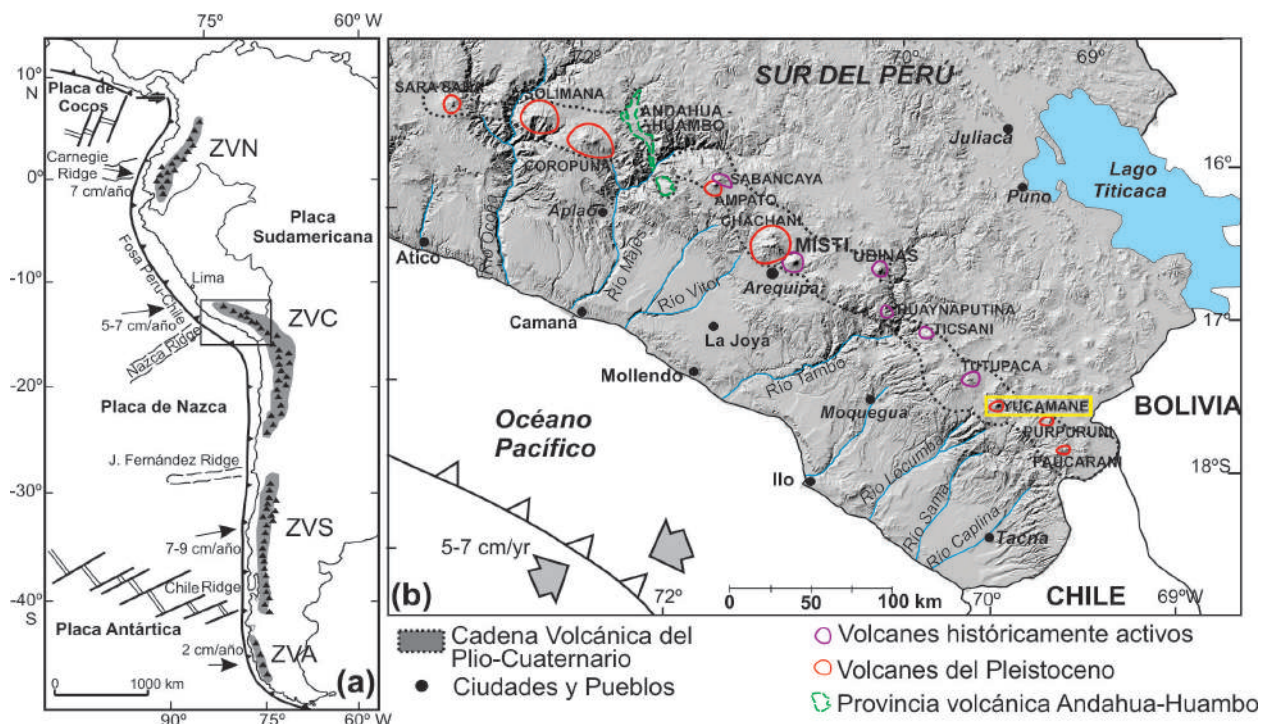 75º
60º W
10º
N
Placa de
Cocos
Carnegie
Ridge
7 cm/año
ZVN
0º
Placa
Sudamericana
Fosa Peru-Chile
Lima
-10º
ZVC
5-7 cm/año
Nazca Ridge
-20º
Placa de Nazca
J. Fernández Ridge
-30º
ZVS
7-9 cm/año
Chile Ridge
-40º
S
Placa Antártica
2 cm/año
ZVA
0
1000 km
(a)
90º
75º
60º W
72º
70º
69º W
SUR DEL PERÚ
SARA SARA
SOLIMANA
ANDAHUA
HUAMBO
COROPUNA
SABANCAYA
AMPATO
CHACHANI
MISTI
UBINAS
HUAYNAPUTINA
TICSANI
TUTUPACA
YUCAMANE
PURPURUNI
PAUCARANI
Juliaca
Puno
Lago
Titicaca
16º
17º
18ºS
Aplao
Atico
Río Ocoña
Río Majes
Río Vitor
Arequipa
Camaná
La Joya
Mollendo
Río Tambo
Moquegua
Ilo
Río Locumba
Río Sama
Río Caplina
Tacna
BOLIVIA
CHILE
Océano
Pacífico
5-7 cm/yr
(b)
72º
0 50 100 km
70º
69º W
Cadena Volcánica del
Plio-Cuaternario
Ciudades y Pueblos
Volcanes históricamente activos
Volcanes del Pleistoceno
Provincia volcánica Andahua-Huambo